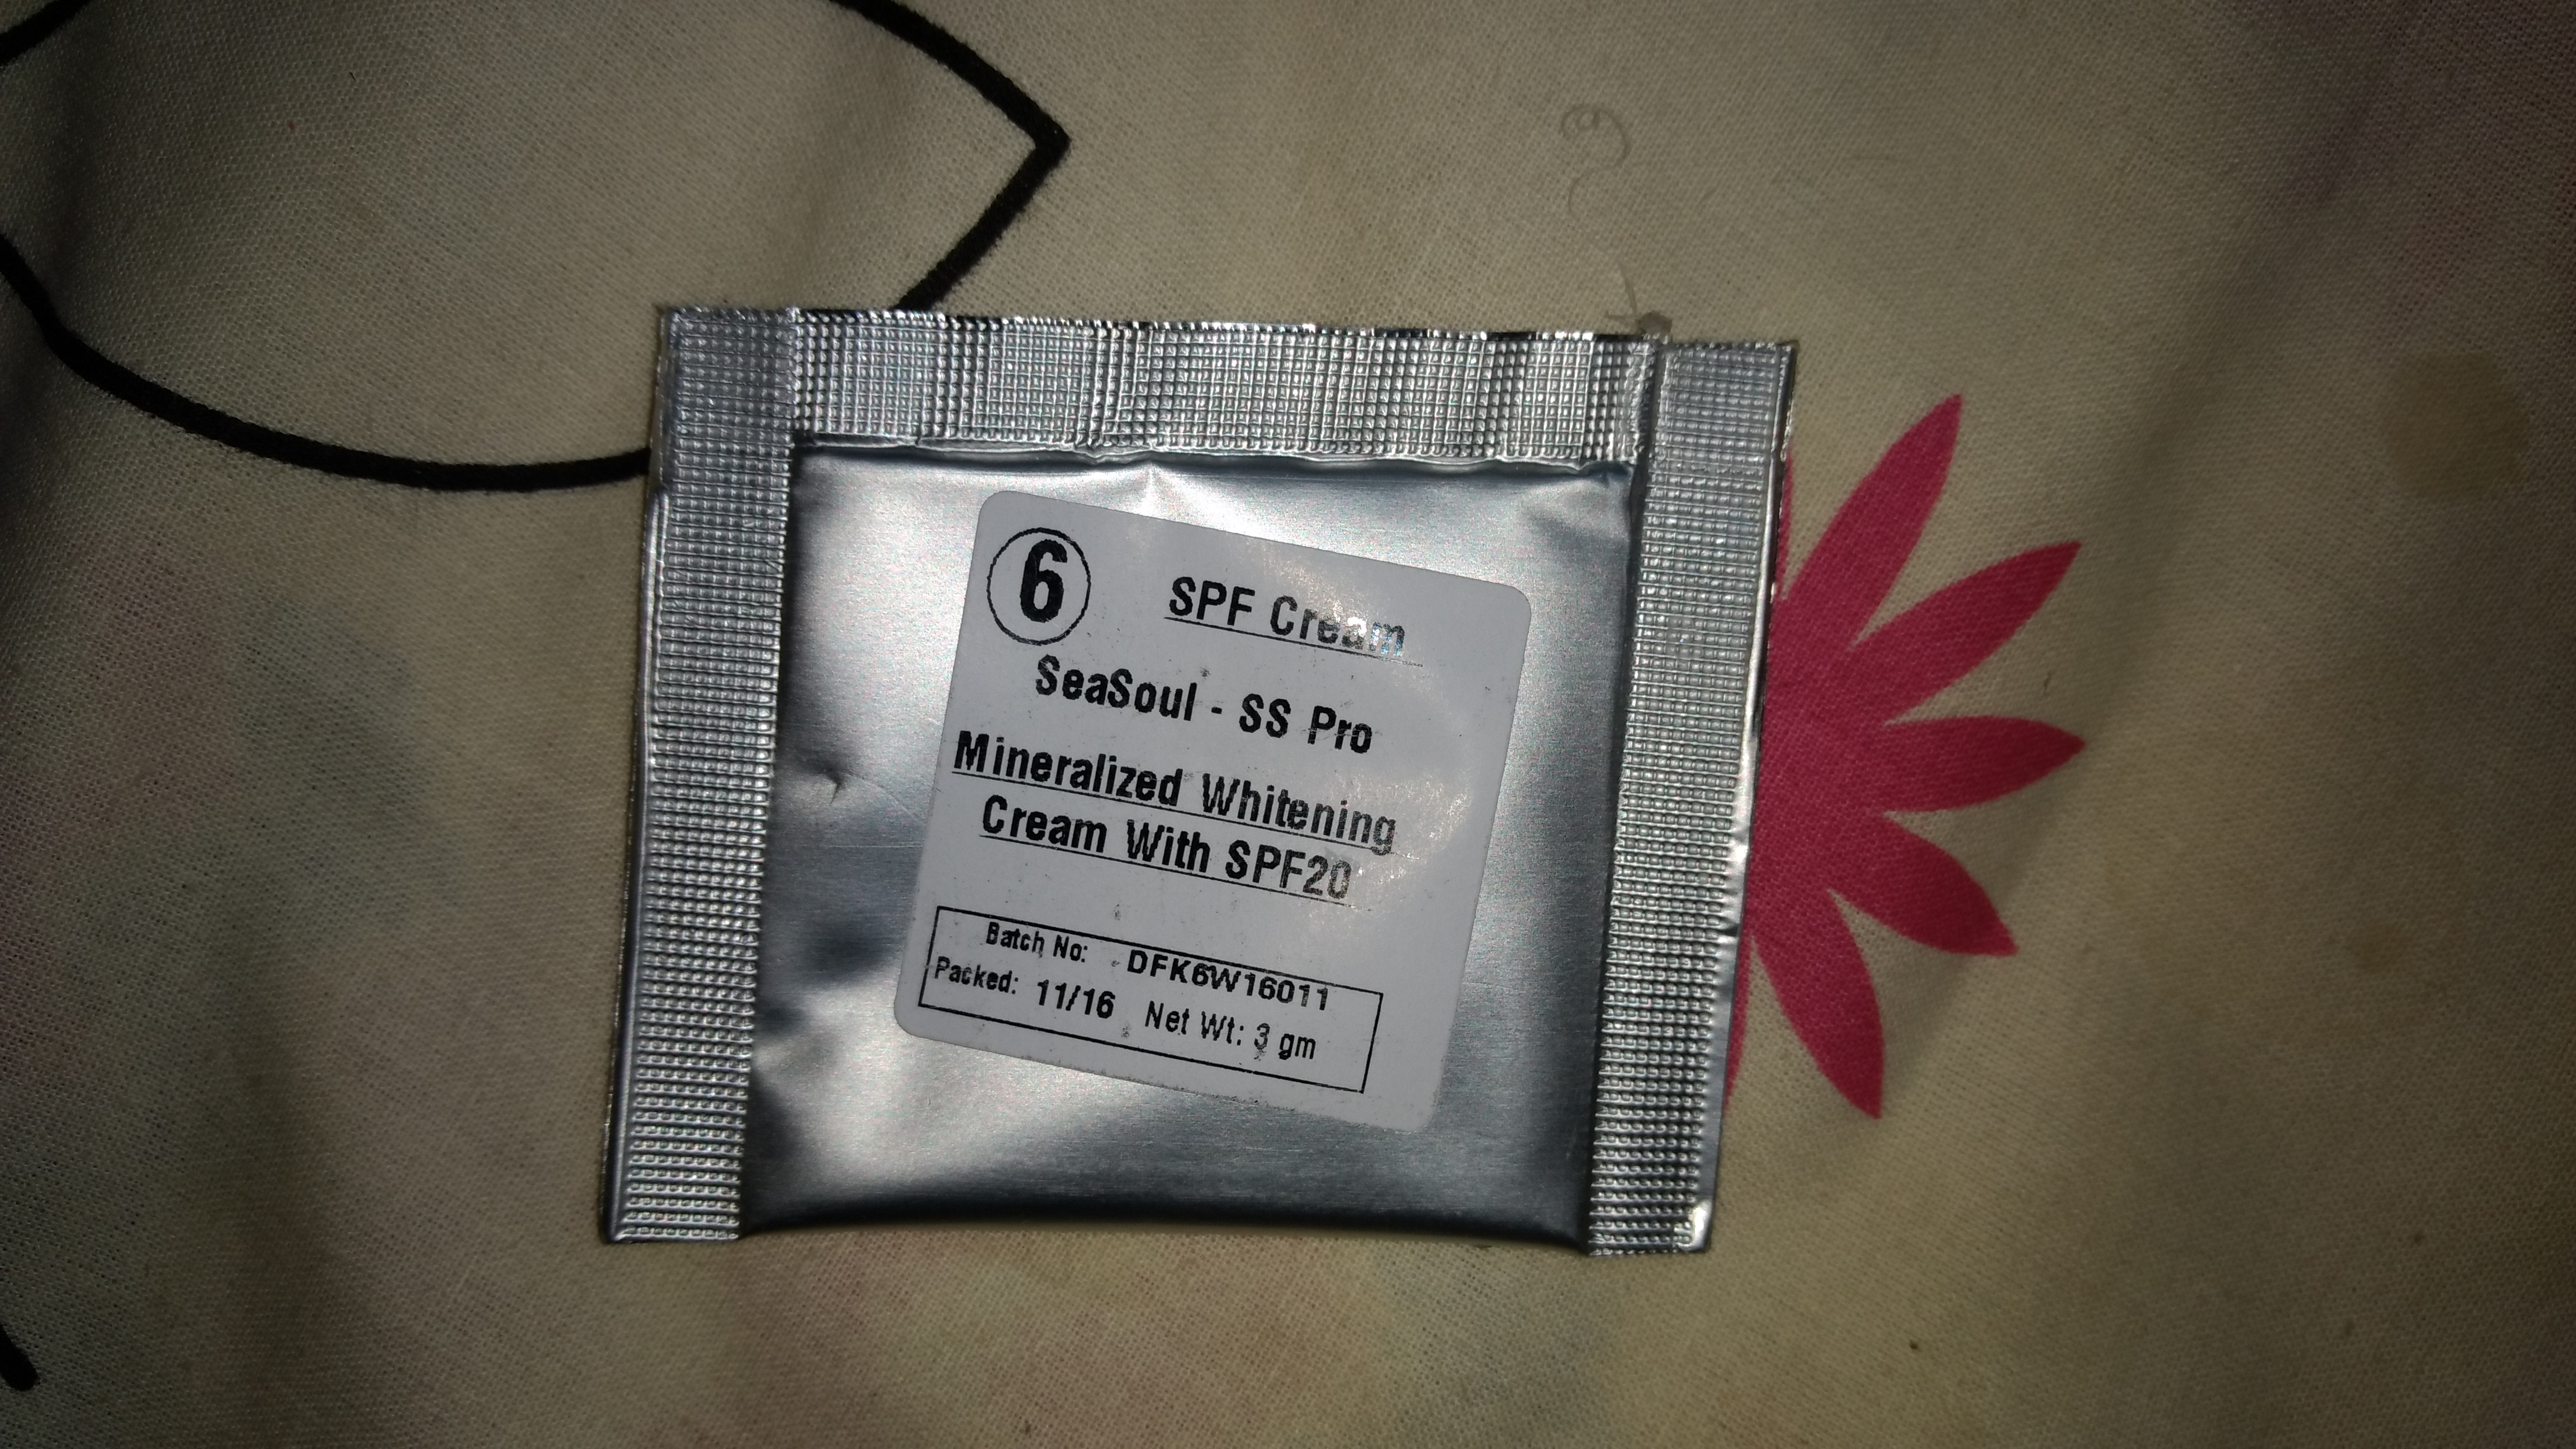 6 SPF Cream
SeaSoul - SS Pro
Mineralized Whitening
Cream With SPF20
Batch No: DFK6W16011
Packed: 11/16 Net Wt: 3 gm